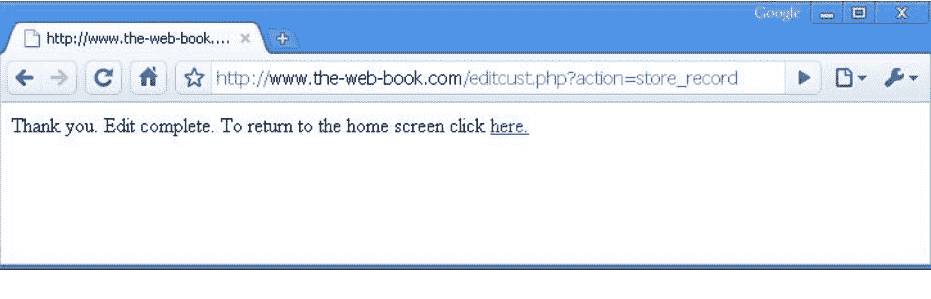 Google
http://www.the-web-book....
http://www.the-web-book.com/editcust.php?action=store_record
Thank you. Edit complete. To return to the home screen click here.